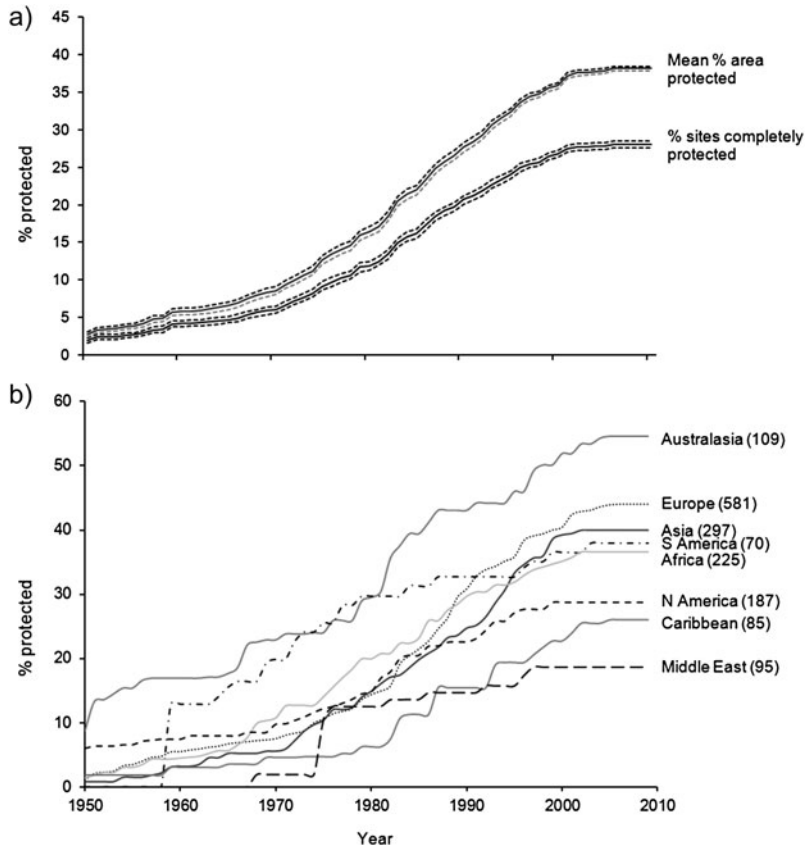 a)
45
40
35
30
25
20
15
10
5
0
% protected
Mean % area
protected
% sites completely
protected
b)
60
50
40
30
20
10
0
% protected
Australasia (109)
Europe (581)
Asia (297)
S America (70)
Africa (225)
N America (187)
Caribbean (85)
Middle East (95)
1950 1960 1970 1980 1990 2000 2010
Year